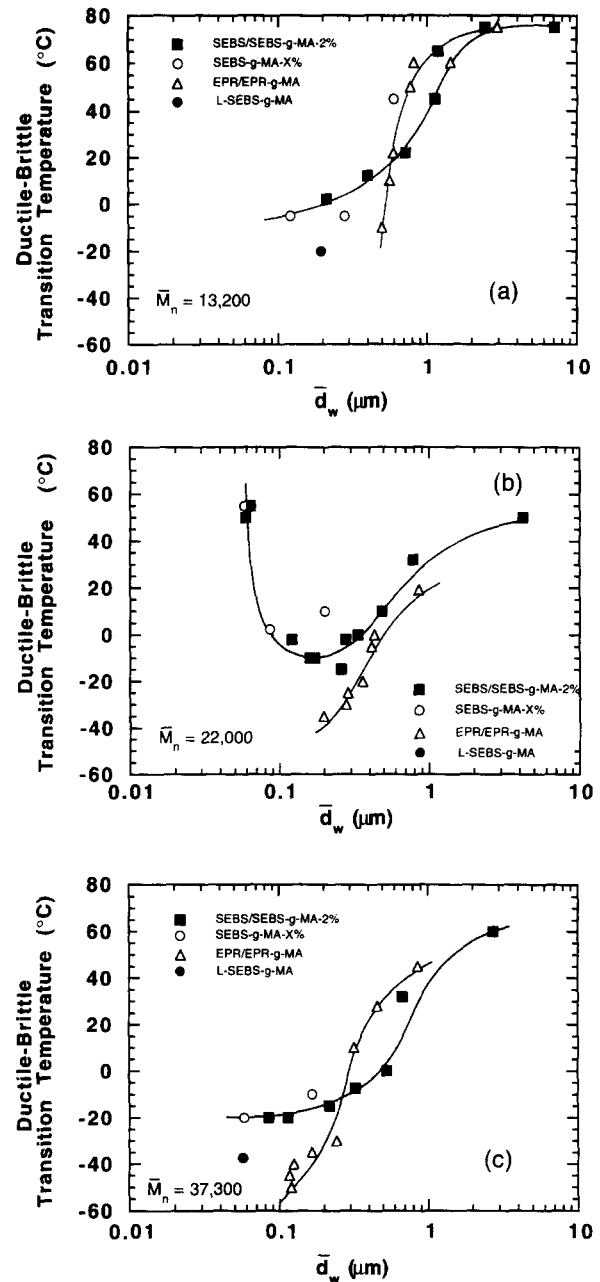 Ductile-Brittle
Transition Temperature (°C)
80
60
40
20
0
-20
-40
-60
SEBS/SEBS-g-MA-2%
SEBS-g-MA-X%
EPR/EPR-g-MA
L-SEBS-g-MA
M̄n = 13,200
(a)
0.01
0.1
1
10
d̄w (μm)
Ductile-Brittle
Transition Temperature (°C)
80
60
40
20
0
-20
-40
-60
(b)
SEBS/SEBS-g-MA-2%
SEBS-g-MA-X%
EPR/EPR-g-MA
L-SEBS-g-MA
M̄n = 22,000
0.01
0.1
1
10
d̄w (μm)
Ductile-Brittle
Transition Temperature (°C)
80
60
40
20
0
-20
-40
-60
SEBS/SEBS-g-MA-2%
SEBS-g-MA-X%
EPR/EPR-g-MA
L-SEBS-g-MA
M̄n = 37,300
(c)
0.01
0.1
1
10
d̄w (μm)